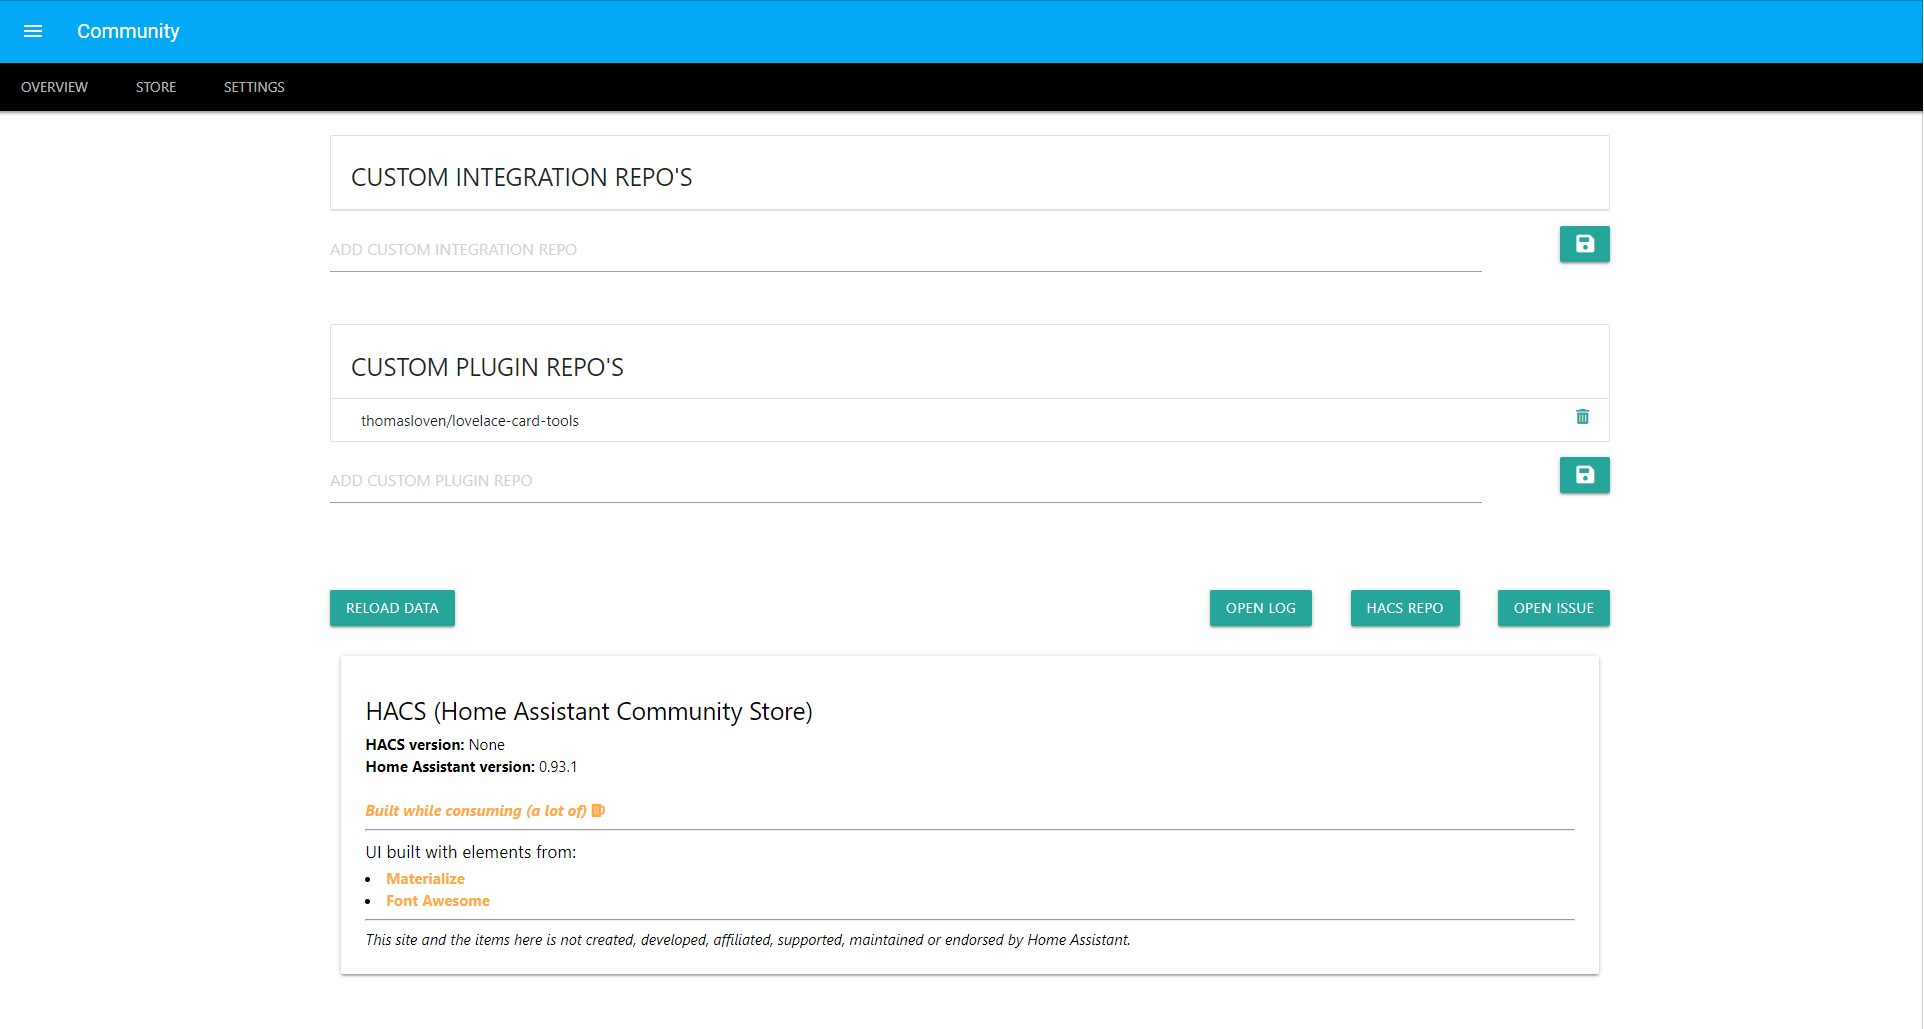 Community
OVERVIEW STORE SETTINGS
CUSTOM INTEGRATION REPO'S
ADD CUSTOM INTEGRATION REPO
CUSTOM PLUGIN REPO'S
thomasloven/lovelace-card-tools
ADD CUSTOM PLUGIN REPO
RELOAD DATA OPEN LOG HACS REPO OPEN ISSUE
HACS (Home Assistant Community Store)
HACS version: None
Home Assistant version: 0.93.1
Built while consuming (a lot of)
UI built with elements from:
Materialize
Font Awesome
This site and the items here is not created, developed, affiliated, supported, maintained or endorsed by Home Assistant.